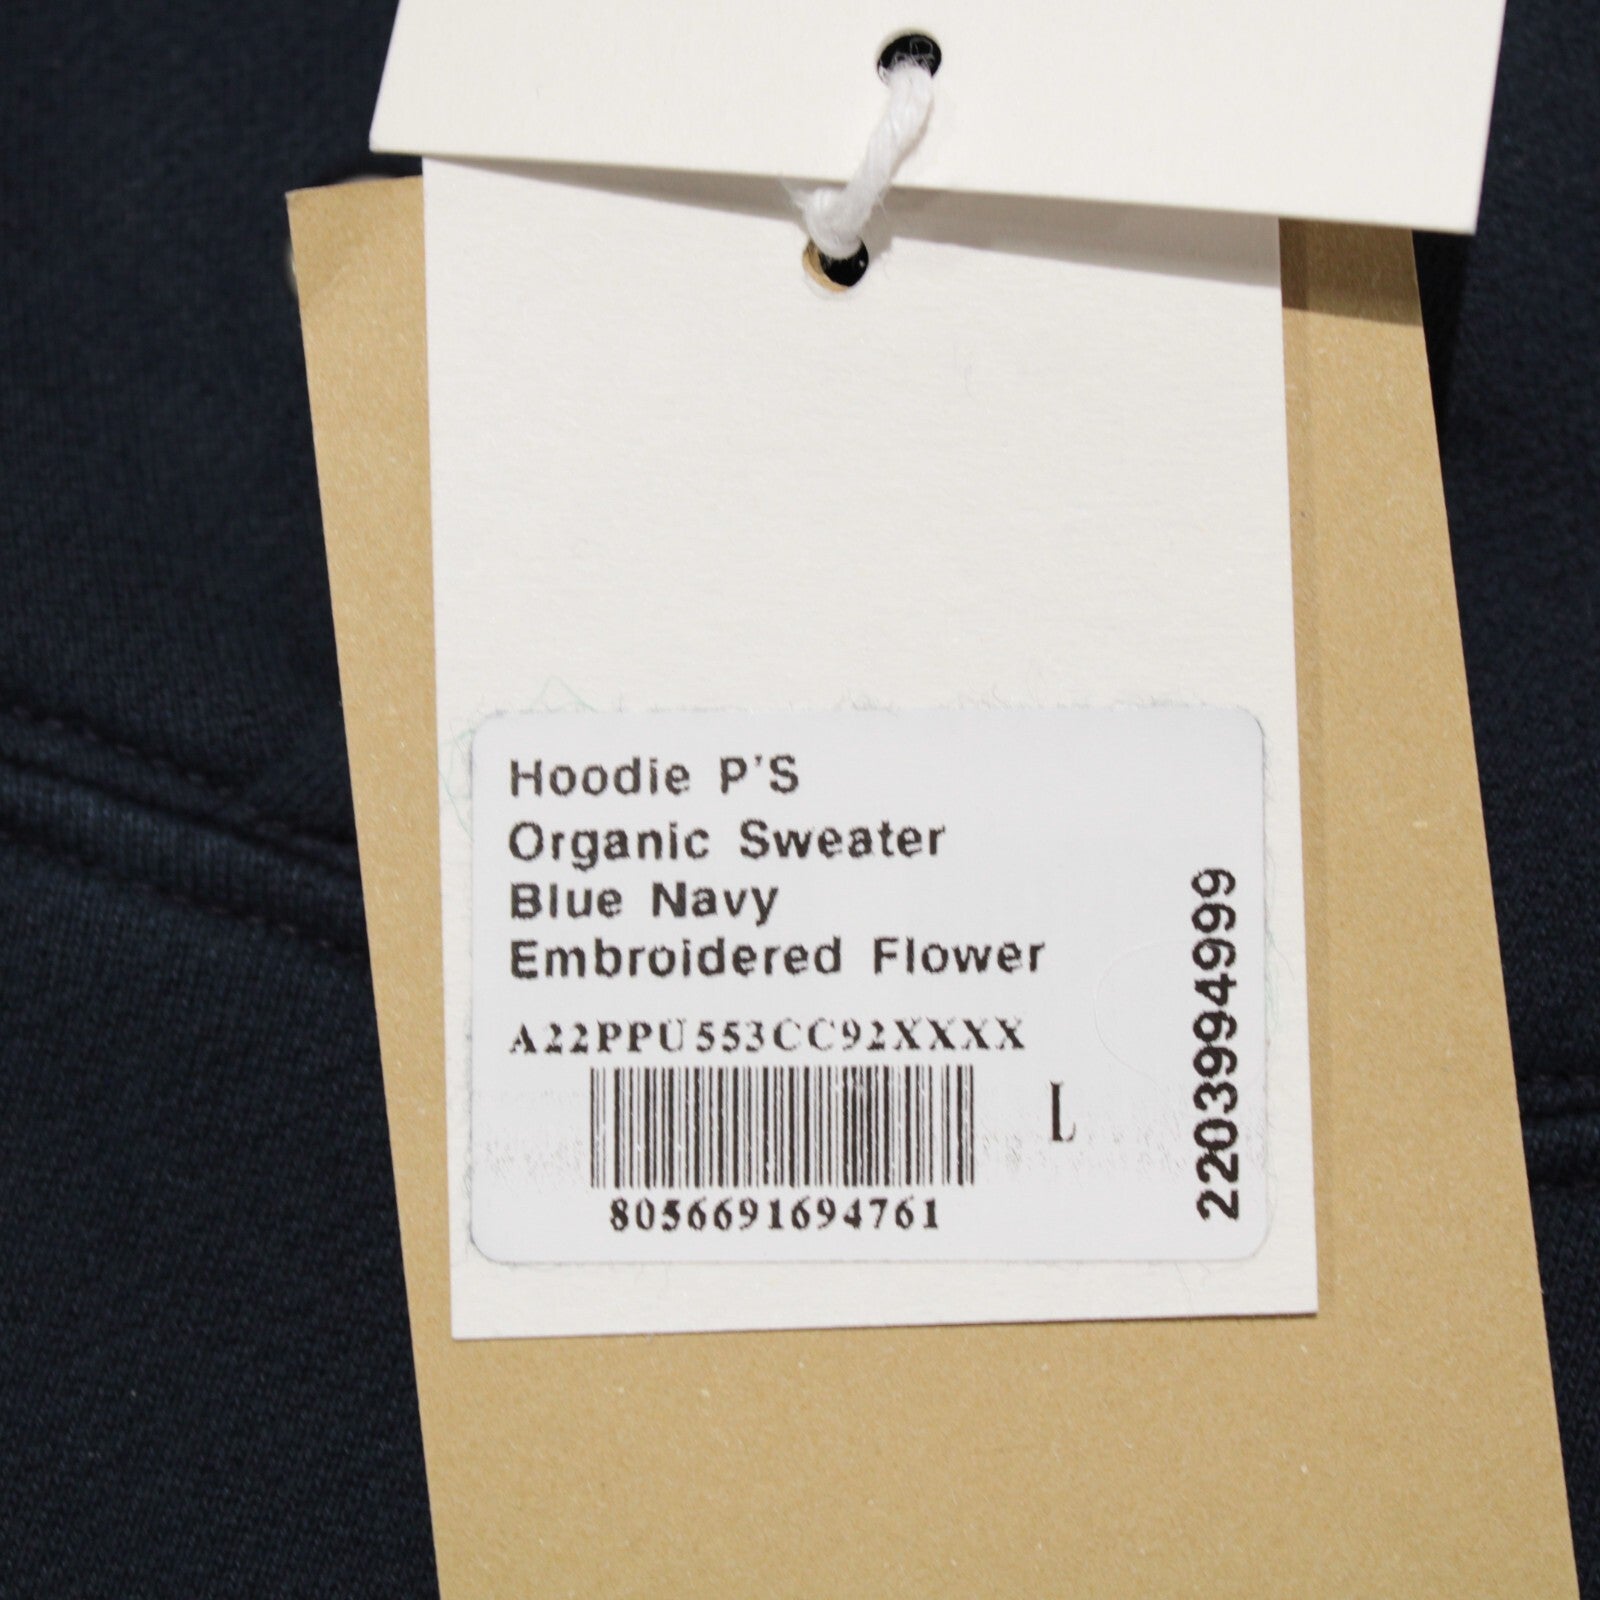 Hoodie P'S
Organic Sweater
Blue Navy
Embroidered Flower
A22PPU553CC92XXXX
L
8056691694761
2203994999